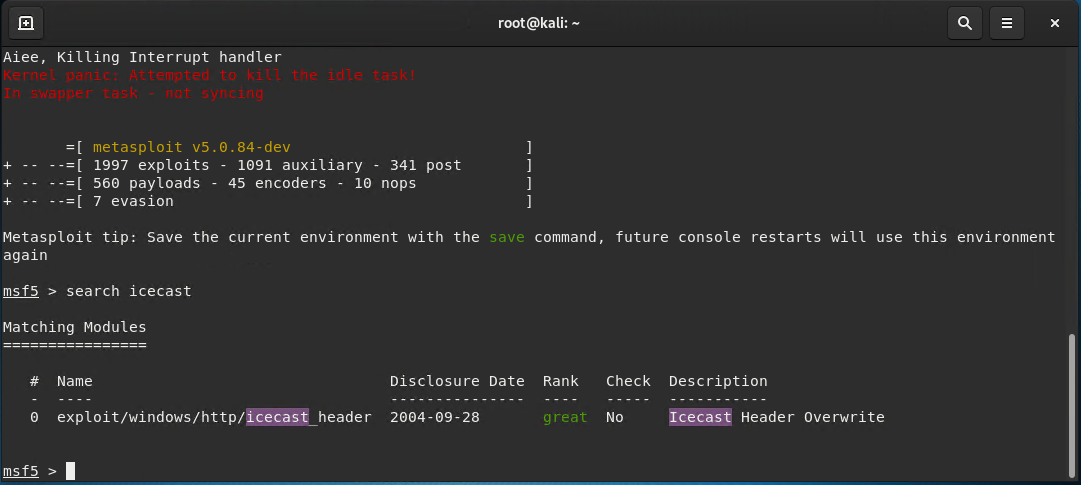 root@kali: ~
Aiee, Killing Interrupt handler
Kernel panic: Attempted to kill the idle task!
In swapper task - not syncing
=[ metasploit v5.0.84-dev ]
+ -- --=[ 1997 exploits - 1091 auxiliary - 341 post ]
+ -- --=[ 560 payloads - 45 encoders - 10 nops ]
+ -- --=[ 7 evasion ]
Metasploit tip: Save the current environment with the save command, future console restarts will use this environment
again
msf5 > search icecast
Matching Modules
================
# Name Disclosure Date Rank Check Description
- ---- --------------- ---- ----- -----------
0 exploit/windows/http/icecast_header 2004-09-28 great No Icecast Header Overwrite
msf5 >